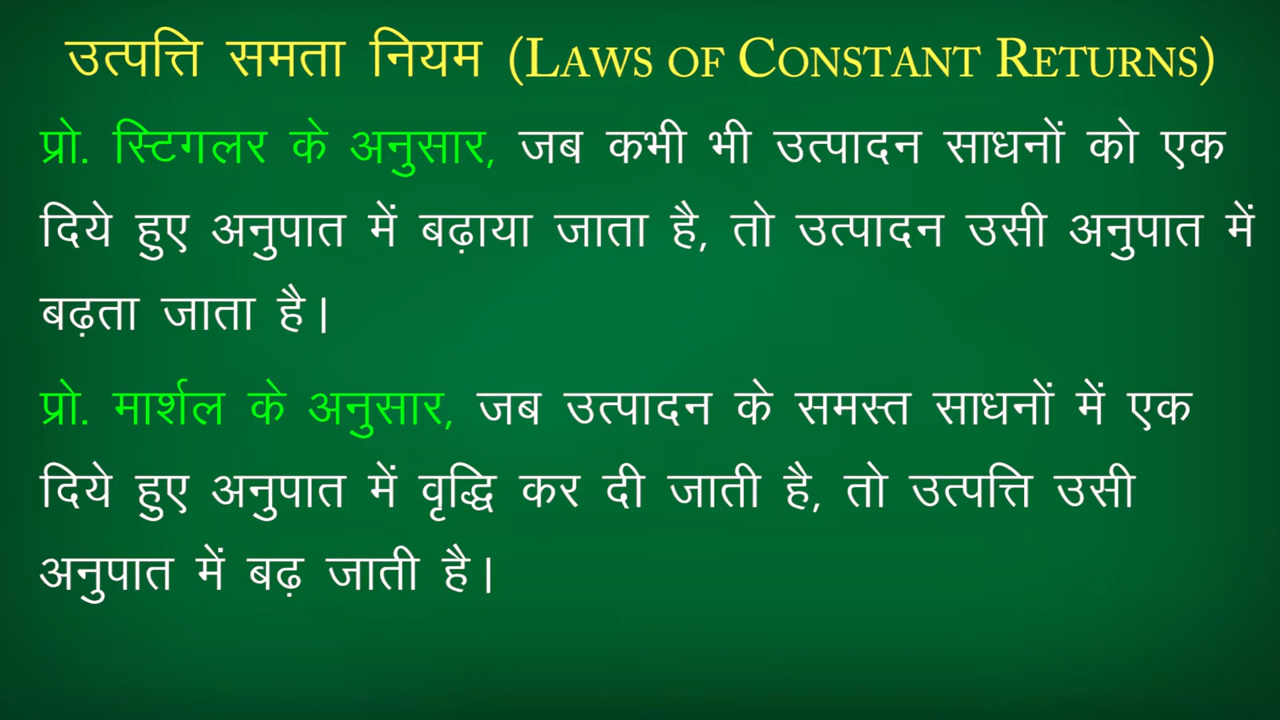 उत्पत्ति समता नियम (LAWS OF CONSTANT RETURNS)
प्रो. स्टिगलर के अनुसार, जब कभी भी उत्पादन साधनों को एक
दिये हुए अनुपात में बढ़ाया जाता है, तो उत्पादन उसी अनुपात में
बढ़ता जाता है।
प्रो. मार्शल के अनुसार, जब उत्पादन के समस्त साधनों में एक
दिये हुए अनुपात में वृद्धि कर दी जाती है, तो उत्पत्ति उसी
अनुपात में बढ़ जाती है।